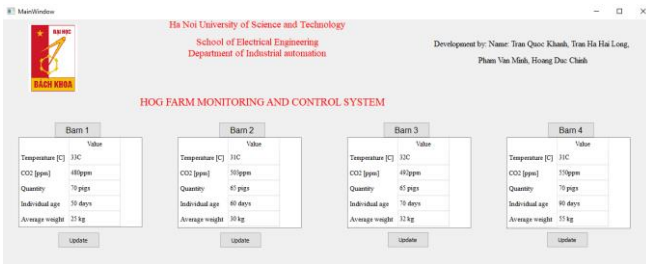 MainWindow
Ha Noi University of Science and Technology
School of Electrical Engineering
Department of Industrial automation
Development by: Name: Tran Quoc Khanh, Tran Ha Hai Long,
Pham Van Minh, Hoang Duc Chinh
ĐẠI HỌC
BÁCH KHOA
HOG FARM MONITORING AND CONTROL SYSTEM
Barn 1
Value
Temperature [C] 33C
CO2 [ppm] 480ppm
Quantity 70 pigs
Individual age 50 days
Average weight 25 kg
Update
Barn 2
Value
Temperature [C] 31C
CO2 [ppm] 503ppm
Quantity 65 pigs
Individual age 60 days
Average weight 30 kg
Update
Barn 3
Value
Temperature [C] 32C
CO2 [ppm] 492ppm
Quantity 65 pigs
Individual age 70 days
Average weight 32 kg
Update
Barn 4
Value
Temperature [C] 31C
CO2 [ppm] 550ppm
Quantity 70 pigs
Individual age 90 days
Average weight 55 kg
Update